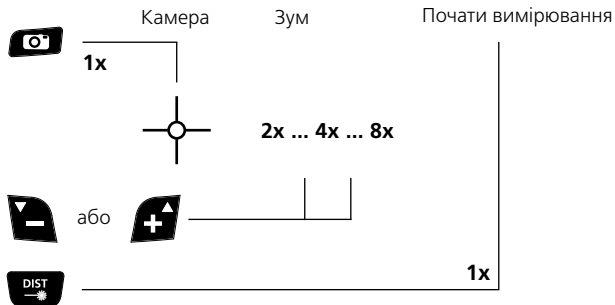 Камера Зум Почати вимірювання
1x
2x ... 4x ... 8x
або
1x
DIST